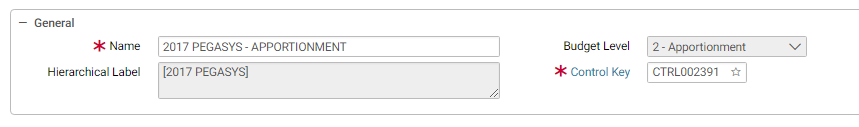 General
Name 2017 PEGASYS - APPORTIONMENT Budget Level 2 - Apportionment
Hierarchical Label [2017 PEGASYS] Control Key CTRL002391